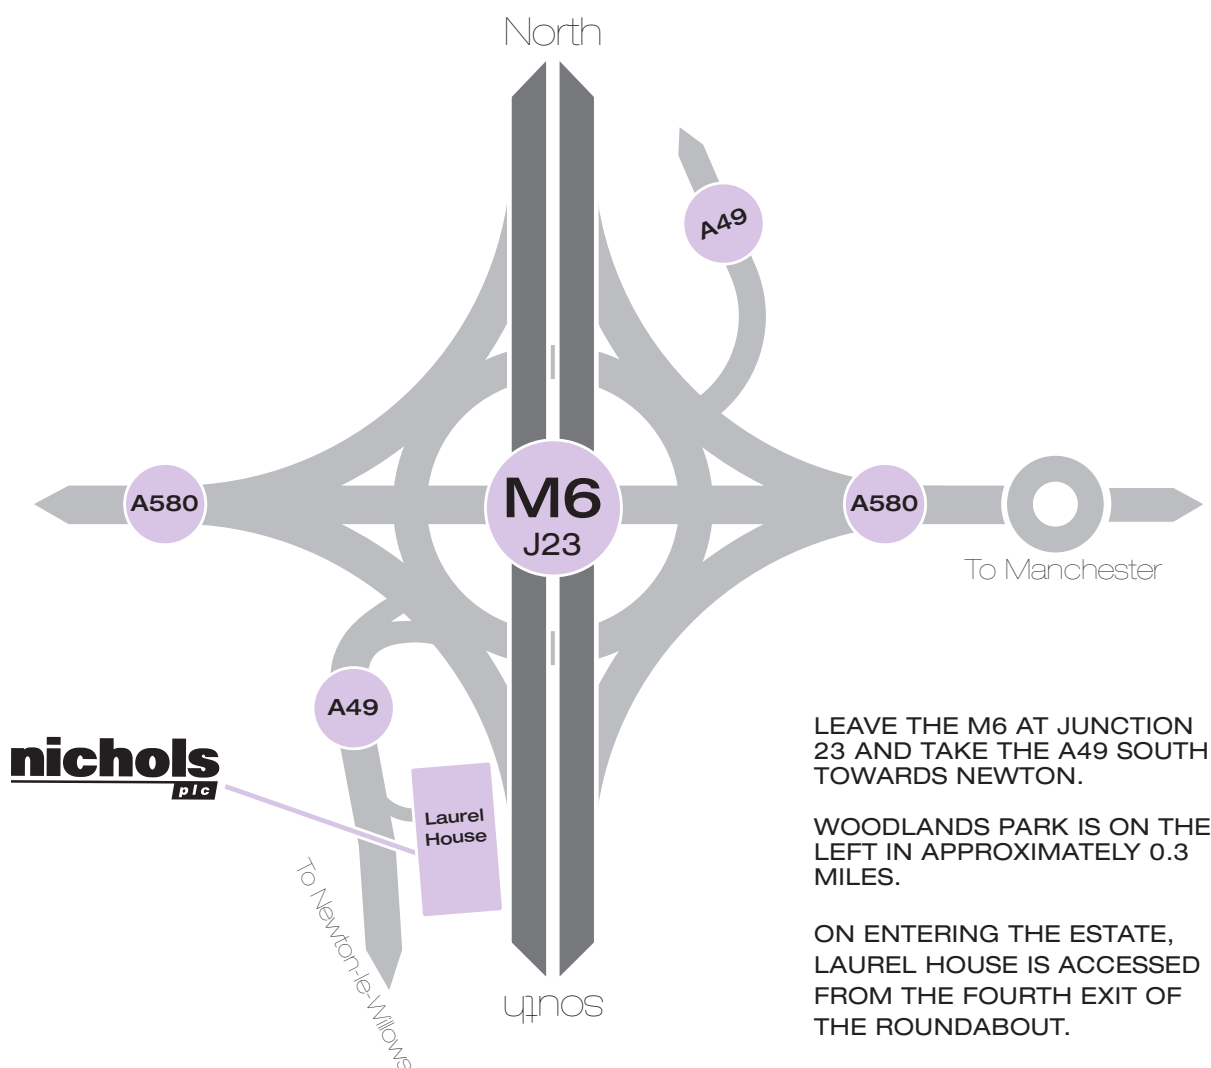 North
A49
A580
M6
J23
A580
To Manchester
A49
nichols
plc
Laurel
House
To Newton-le-Willows
South
LEAVE THE M6 AT JUNCTION
23 AND TAKE THE A49 SOUTH
TOWARDS NEWTON.
WOODLANDS PARK IS ON THE
LEFT IN APPROXIMATELY 0.3
MILES.
ON ENTERING THE ESTATE,
LAUREL HOUSE IS ACCESSED
FROM THE FOURTH EXIT OF
THE ROUNDABOUT.